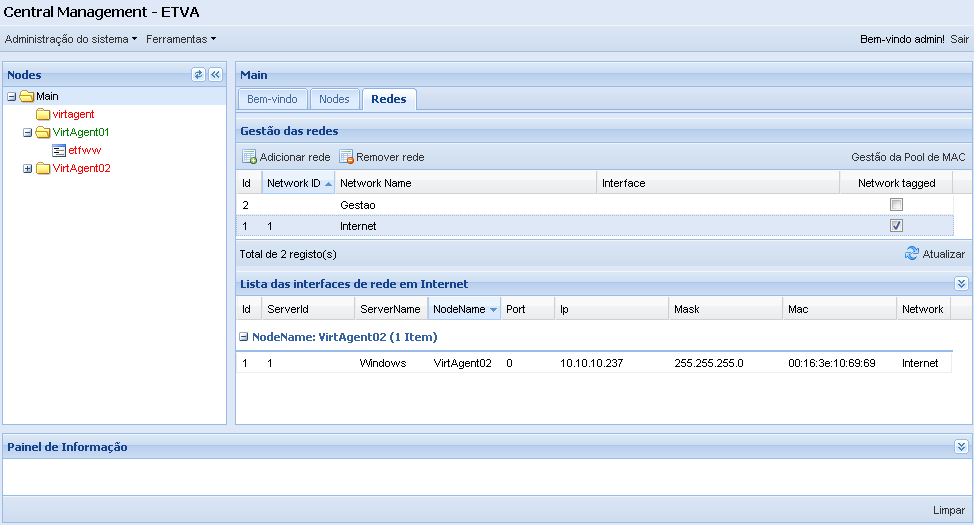 Central Management - ETVA
Administração do sistema Ferramentas Bem-vindo admin! Sair
Nodes
Main
virtagent
VirtAgent01
etfww
VirtAgent02
Main
Bem-vindo Nodes Redes
Gestão das redes
Adicionar rede Remover rede Gestão da Pool de MAC
Id Network ID Network Name Interface Network tagged
2 Gestao
1 1 Internet
Total de 2 registo(s) Atualizar
Lista das interfaces de rede em Internet
Id ServerId ServerName NodeName Port Ip Mask Mac Network
NodeName: VirtAgent02 (1 Item)
1 1 Windows VirtAgent02 0 10.10.10.237 255.255.255.0 00:16:3e:10:69:69 Internet
Painel de Informação
Limpar